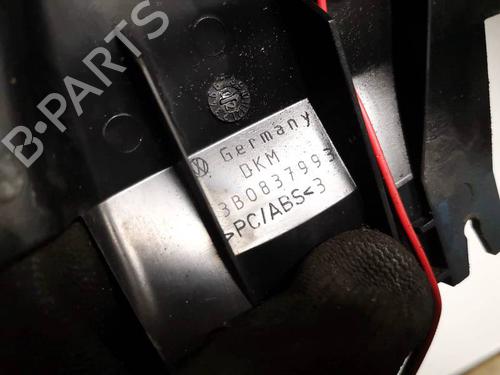 B-PARTS
Germany
DKM
3B0837993
>PC/ABS<3